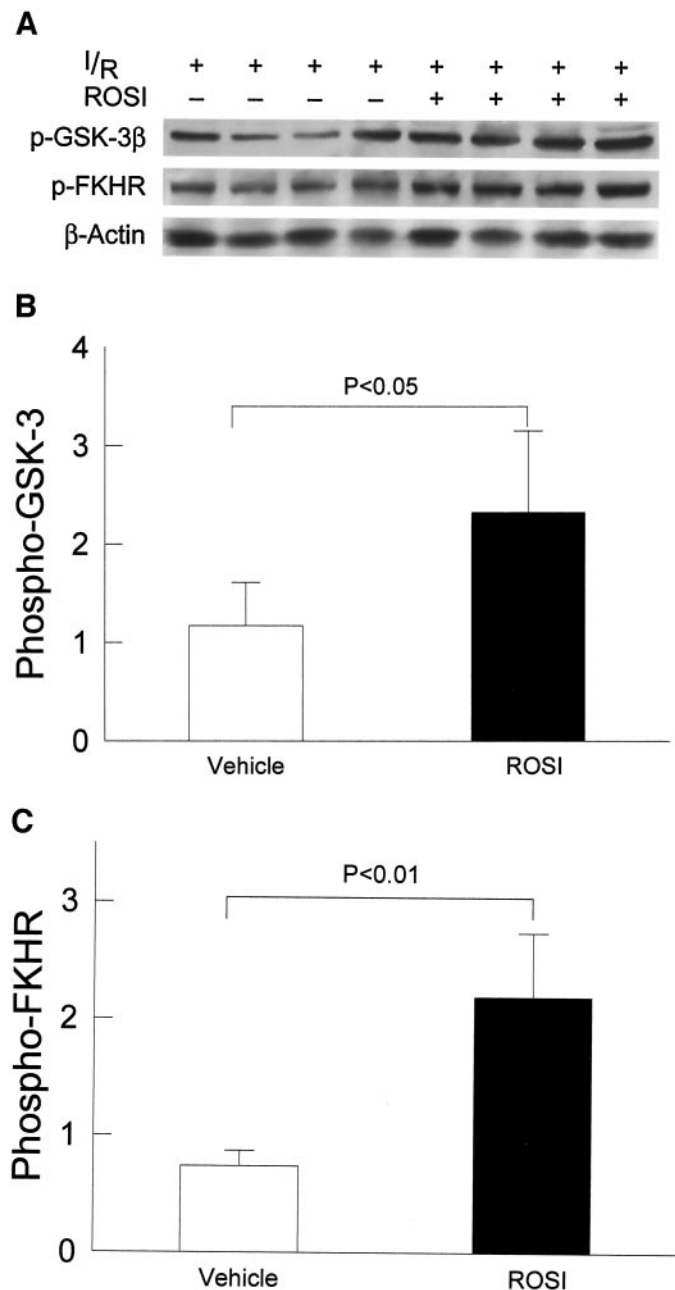 A
I/R + + + + + + + +
ROSI – – – – + + + +
p-GSK-3β
p-FKHR
β-Actin
B
Phospho-GSK-3
4
3
2
1
0
P<0.05
Vehicle ROSI
C
Phospho-FKHR
3
2
1
0
P<0.01
Vehicle ROSI